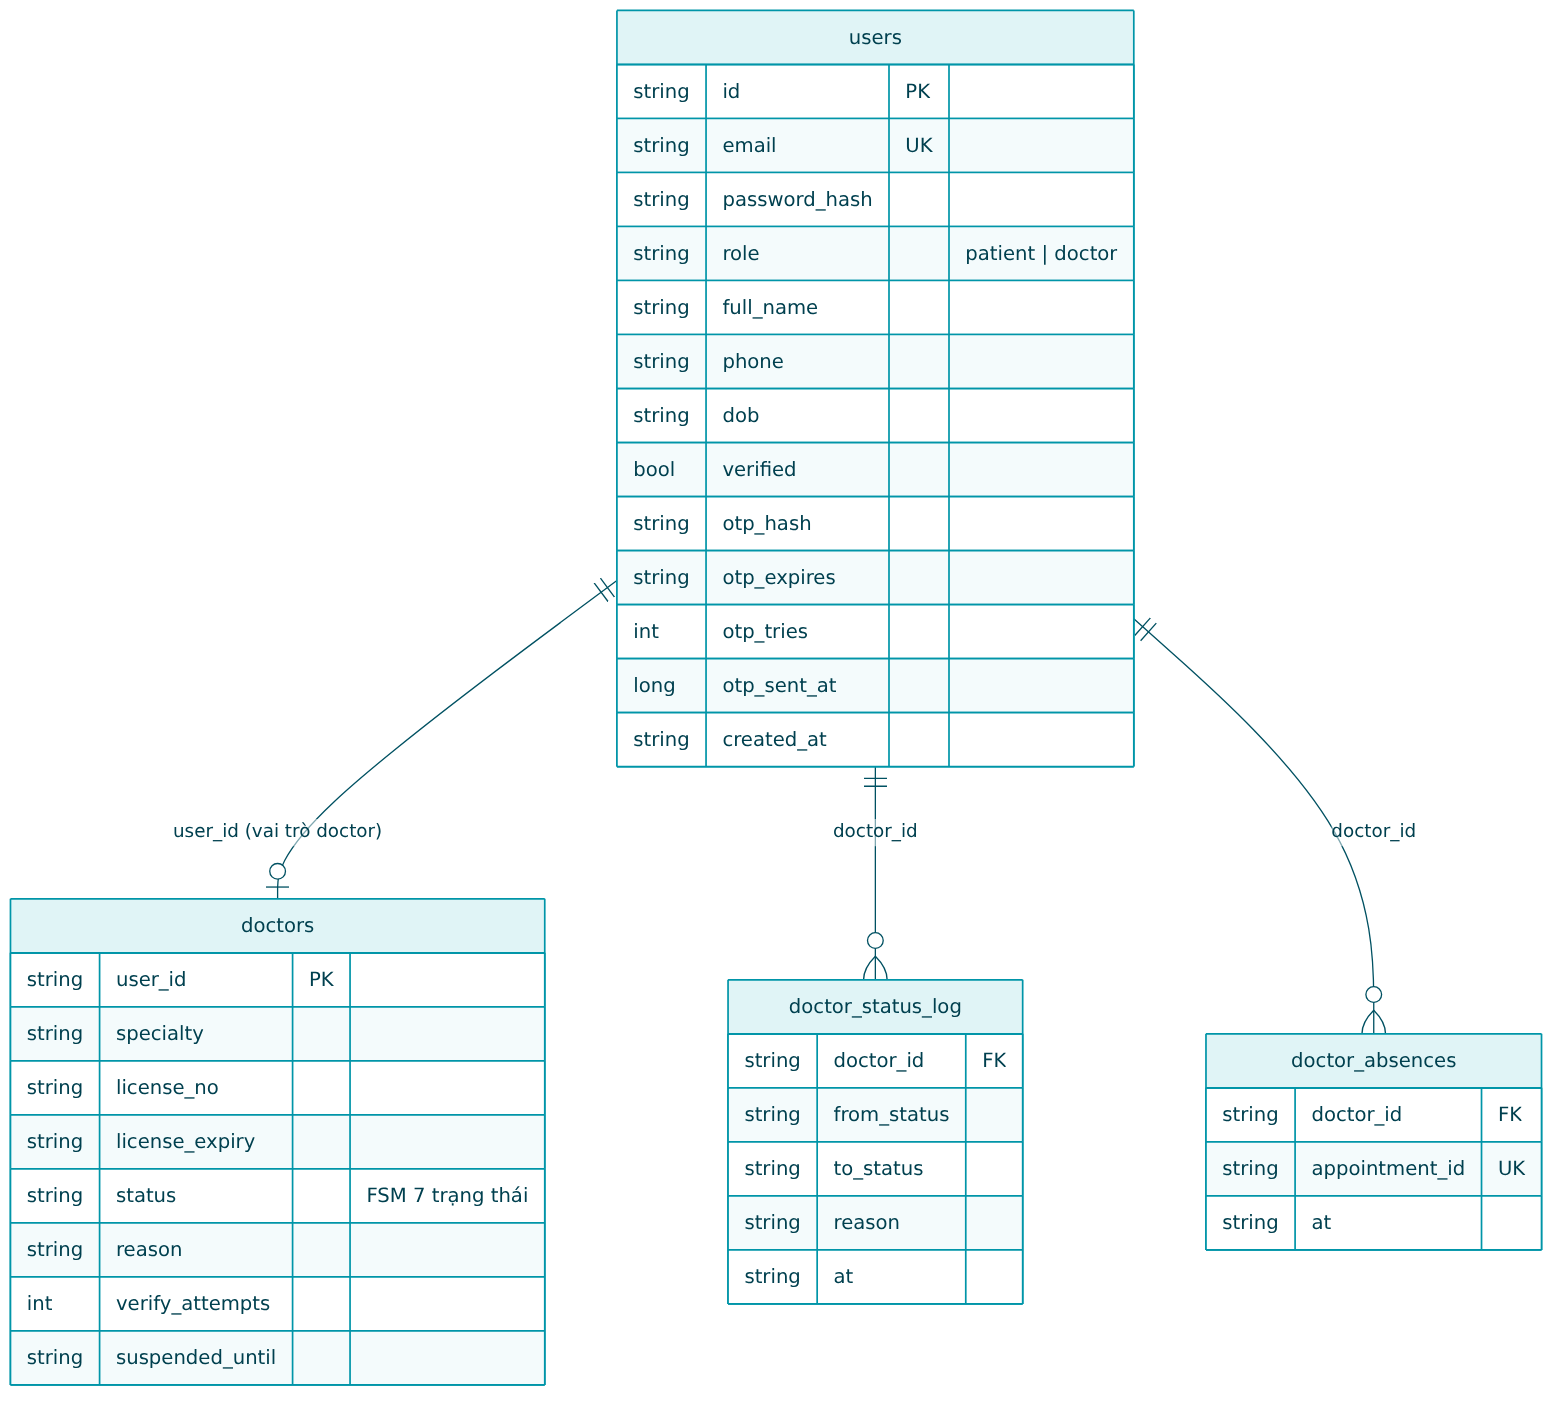 users
string id PK
string email UK
string password_hash
string role patient | doctor
string full_name
string phone
string dob
bool verified
string otp_hash
string otp_expires
int otp_tries
long otp_sent_at
string created_at
user_id (vai trò doctor)
doctor_id
doctor_id
doctors
string user_id PK
string specialty
string license_no
string license_expiry
string status FSM 7 trạng thái
string reason
int verify_attempts
string suspended_until
doctor_status_log
string doctor_id FK
string from_status
string to_status
string reason
string at
doctor_absences
string doctor_id FK
string appointment_id UK
string at